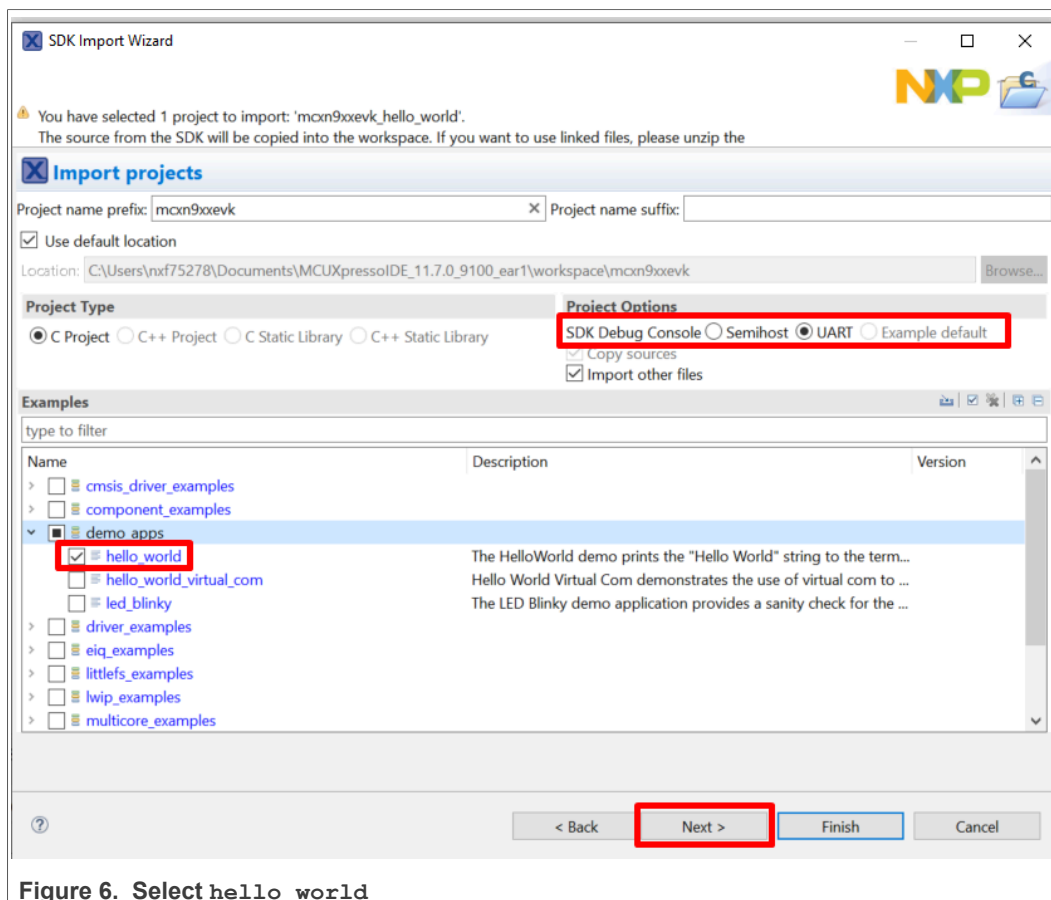 SDK Import Wizard
NXP
You have selected 1 project to import: 'mcxn9xxevk_hello_world'.
The source from the SDK will be copied into the workspace. If you want to use linked files, please unzip the
Import projects
Project name prefix: mcxn9xxevk Project name suffix:
Use default location
Location: C:\Users\nxf75278\Documents\MCUXpressoIDE_11.7.0_9100_ear1\workspace\mcxn9xxevk Browse...
Project Type Project Options
C Project C++ Project C Static Library C++ Static Library SDK Debug Console Semihost UART Example default
Copy sources
Import other files
Examples
type to filter
Name Description Version
cmsis_driver_examples
component_examples
demo_apps
hello_world The HelloWorld demo prints the "Hello World" string to the term...
hello_world_virtual_com Hello World Virtual Com demonstrates the use of virtual com to ...
led_blinky The LED Blinky demo application provides a sanity check for the ...
driver_examples
eiq_examples
littlefs_examples
lwip_examples
multicore_examples
< Back Next > Finish Cancel
Figure 6. Select hello_world